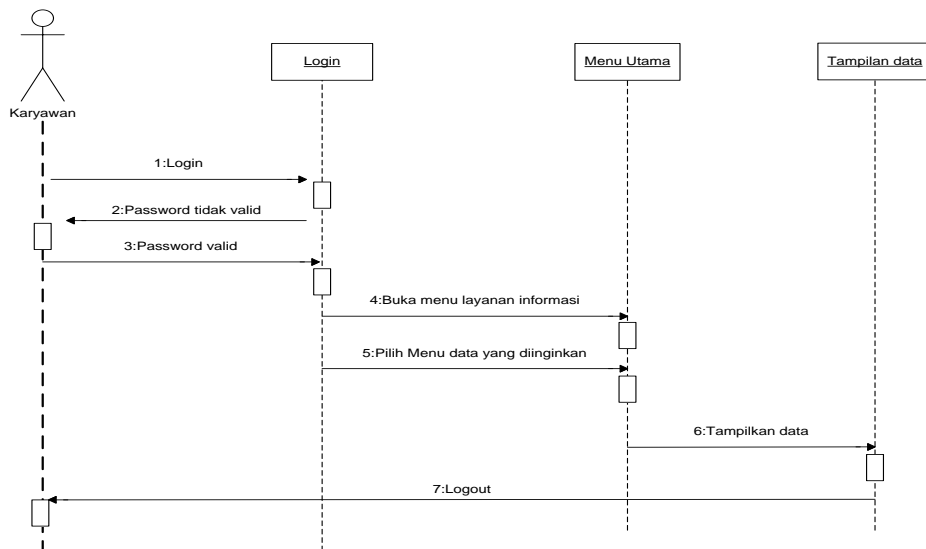 Login
Menu Utama
Tampilan data
Karyawan
1:Login
2:Password tidak valid
3:Password valid
4:Buka menu layanan informasi
5:Pilih Menu data yang diinginkan
6:Tampilkan data
7:Logout